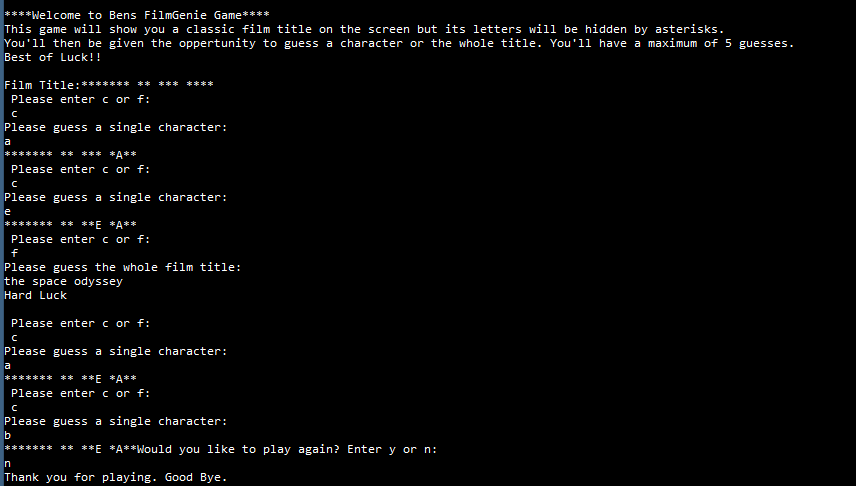 ****Welcome to Bens FilmGenie Game****
This game will show you a classic film title on the screen but its letters will be hidden by asterisks.
You'll then be given the oppertunity to guess a character or the whole title. You'll have a maximum of 5 guesses.
Best of Luck!!
Film Title:******* ** *** ****
Please enter c or f:
c
Please guess a single character:
a
******* ** *** *A**
Please enter c or f:
c
Please guess a single character:
e
******* ** **E *A**
Please enter c or f:
f
Please guess the whole film title:
the space odyssey
Hard Luck
Please enter c or f:
c
Please guess a single character:
a
******* ** **E *A**
Please enter c or f:
c
Please guess a single character:
b
******* ** **E *A**Would you like to play again? Enter y or n:
n
Thank you for playing. Good Bye.